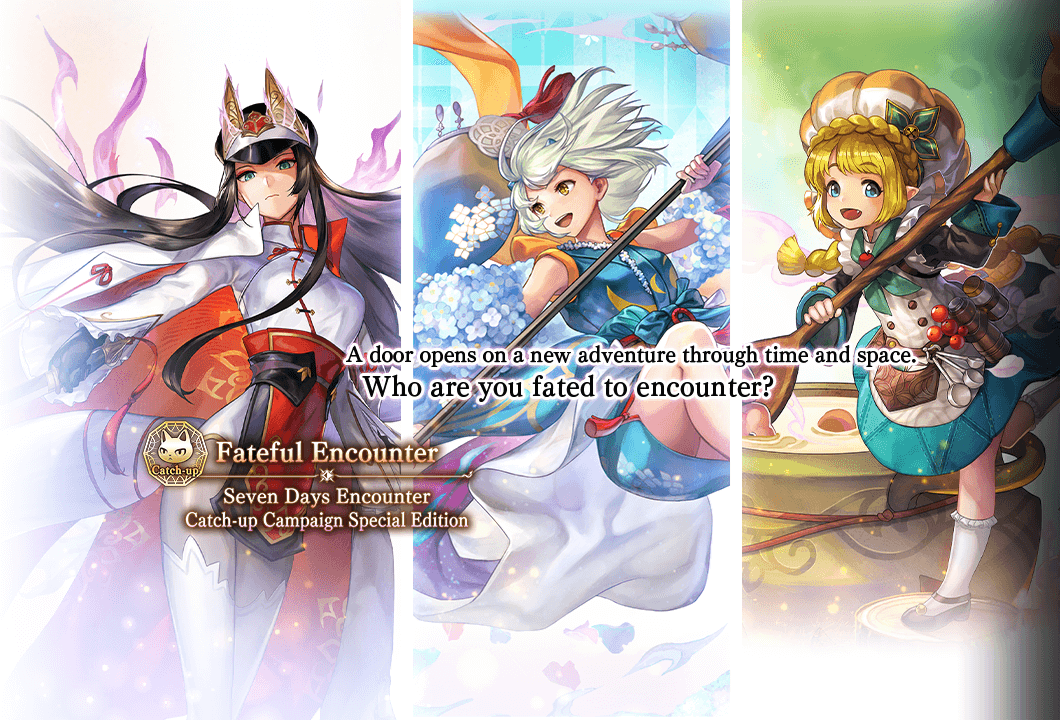 A door opens on a new adventure through time and space.
Who are you fated to encounter?
Catch-up
Fateful Encounter
Seven Days Encounter
Catch-up Campaign Special Edition